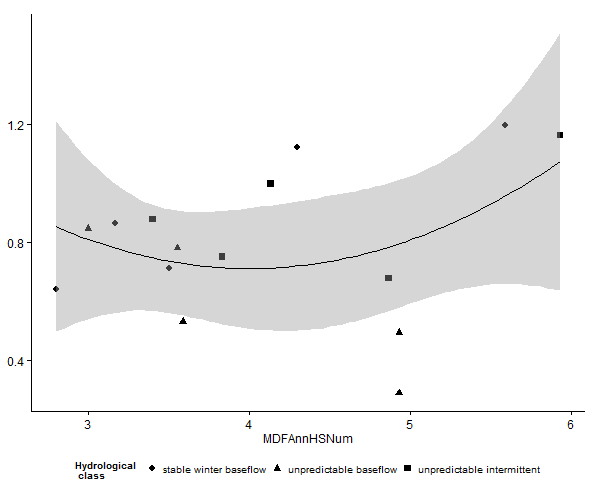 1.2
0.8
0.4
3 4 5 6
MDFAnnHSNum
Hydrological
class
stable winter baseflow unpredictable baseflow unpredictable intermittent